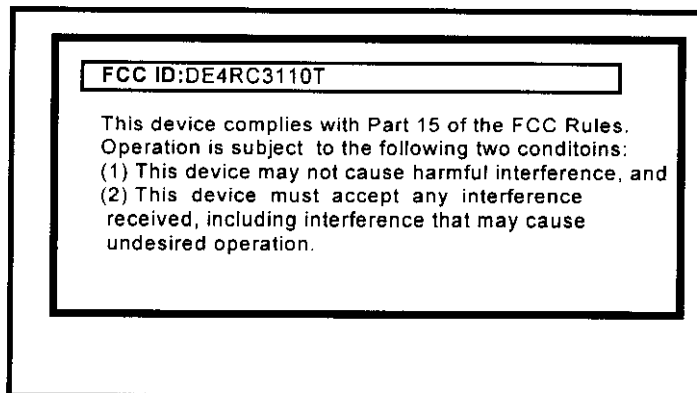 FCC ID:DE4RC3110T
This device complies with Part 15 of the FCC Rules.
Operation is subject to the following two conditoins:
(1) This device may not cause harmful interference, and
(2) This device must accept any interference
received, including interference that may cause
undesired operation.